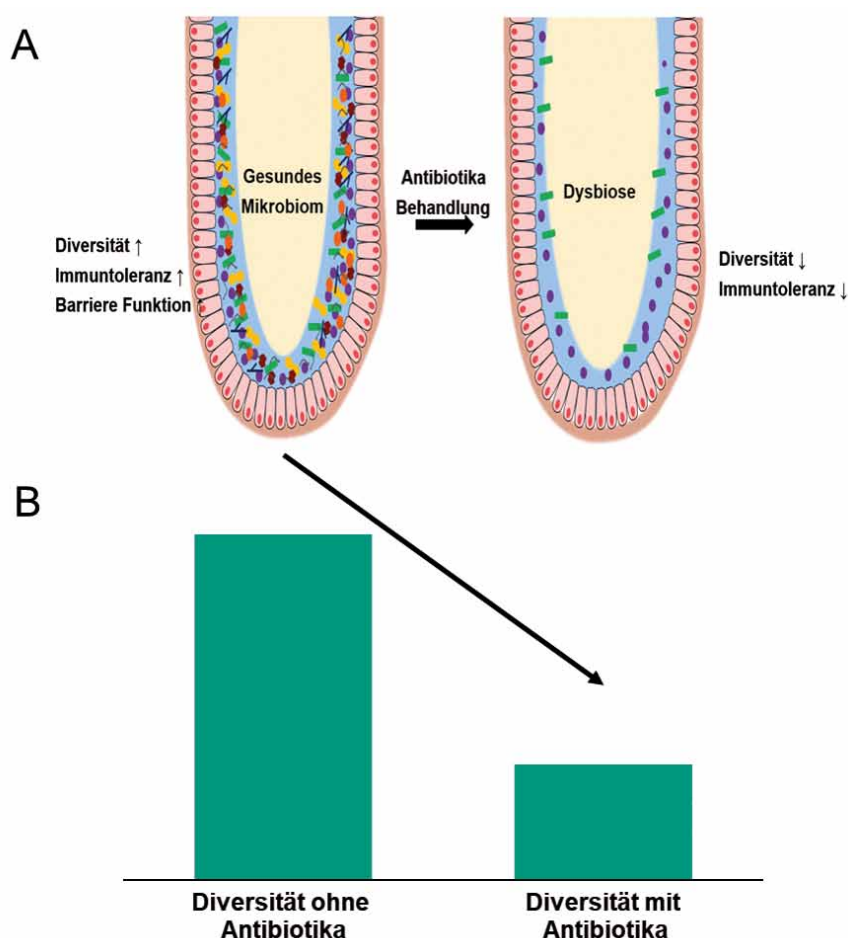 A
Gesundes
Mikrobiom
Antibiotika
Behandlung
Dysbiose
Diversität ↑
Immuntoleranz ↑
Barriere Funktion ↑
Diversität ↓
Immuntoleranz ↓
B
Diversität ohne
Antibiotika
Diversität mit
Antibiotika